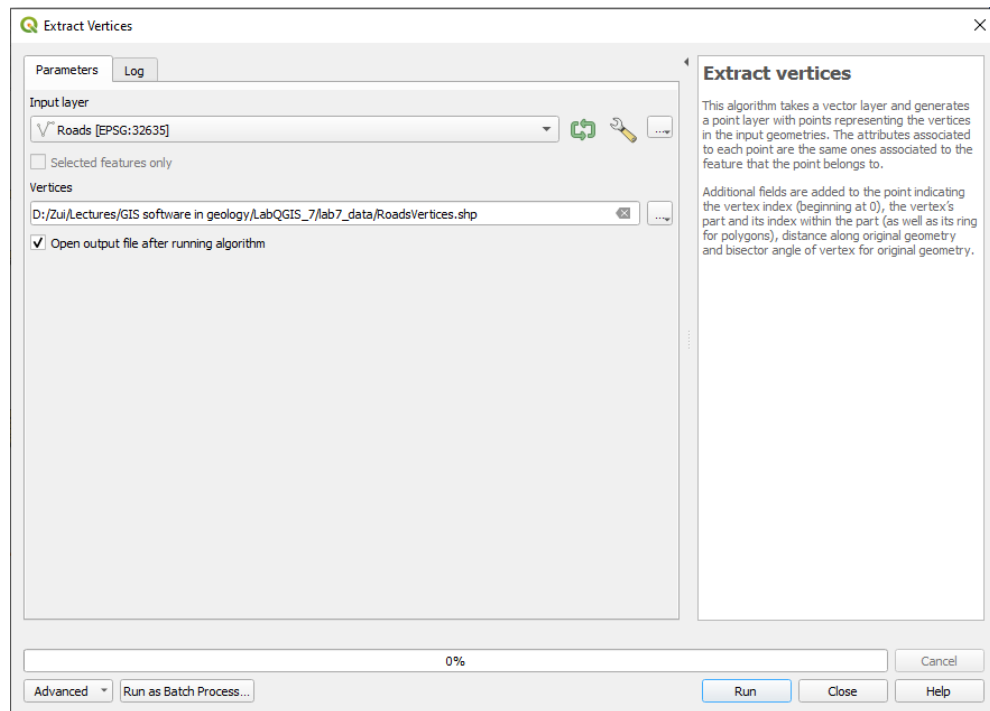 Extract Vertices
Parameters
Log
Input layer
Roads [EPSG:32635]
...
Selected features only
Vertices
D:/Zui/Lectures/GIS software in geology/LabQGIS_7/lab7_data/RoadsVertices.shp
...
Open output file after running algorithm
Extract vertices
This algorithm takes a vector layer and generates
a point layer with points representing the vertices
in the input geometries. The attributes associated
to each point are the same ones associated to the
feature that the point belongs to.
Additional fields are added to the point indicating
the vertex index (beginning at 0), the vertex's
part and its index within the part (as well as its ring
for polygons), distance along original geometry
and bisector angle of vertex for original geometry.
0%
Cancel
Advanced
Run as Batch Process...
Run
Close
Help